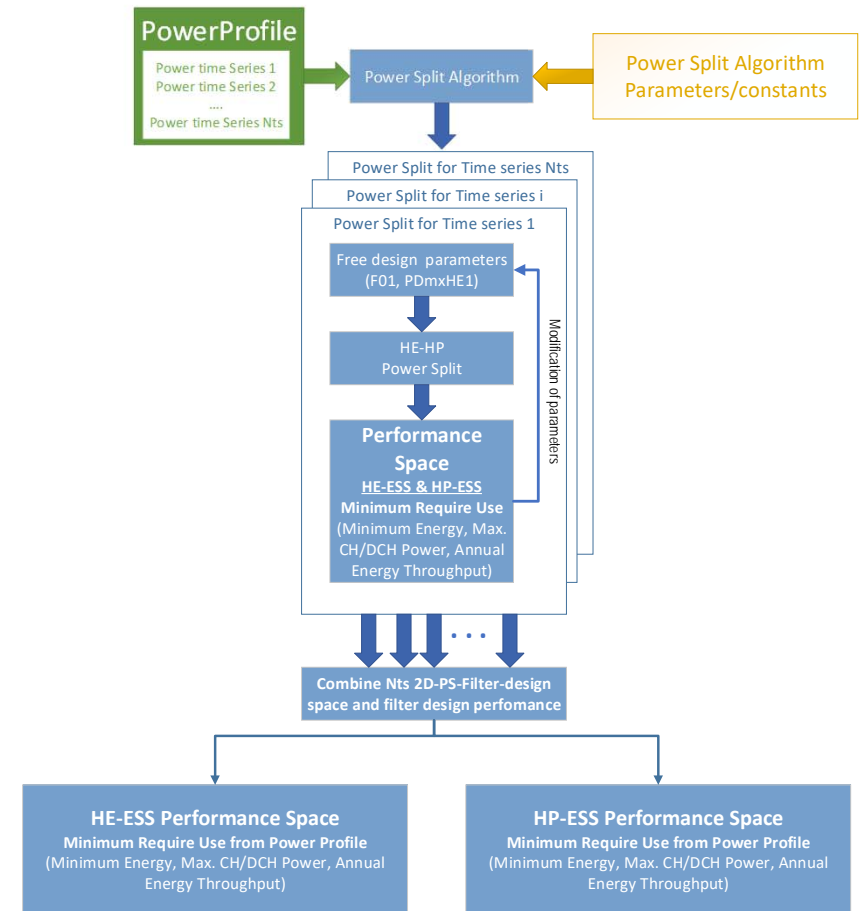 PowerProfile
Power time Series 1
Power time Series 2
....
Power time Series Nts
Power Split Algorithm
Power Split Algorithm
Parameters/constants
Power Split for Time series Nts
Power Split for Time series i
Power Split for Time series 1
Free design parameters
(F01, PDmxHE1)
HE-HP
Power Split
Modification of parameters
Performance
Space
HE-ESS & HP-ESS
Minimum Require Use
(Minimum Energy, Max.
CH/DCH Power, Annual
Energy Throughput)
. . .
Combine Nts 2D-PS-Filter-design
space and filter design perfomance
HE-ESS Performance Space
Minimum Require Use from Power Profile
(Minimum Energy, Max. CH/DCH Power, Annual
Energy Throughput)
HP-ESS Performance Space
Minimum Require Use from Power Profile
(Minimum Energy, Max. CH/DCH Power, Annual
Energy Throughput)